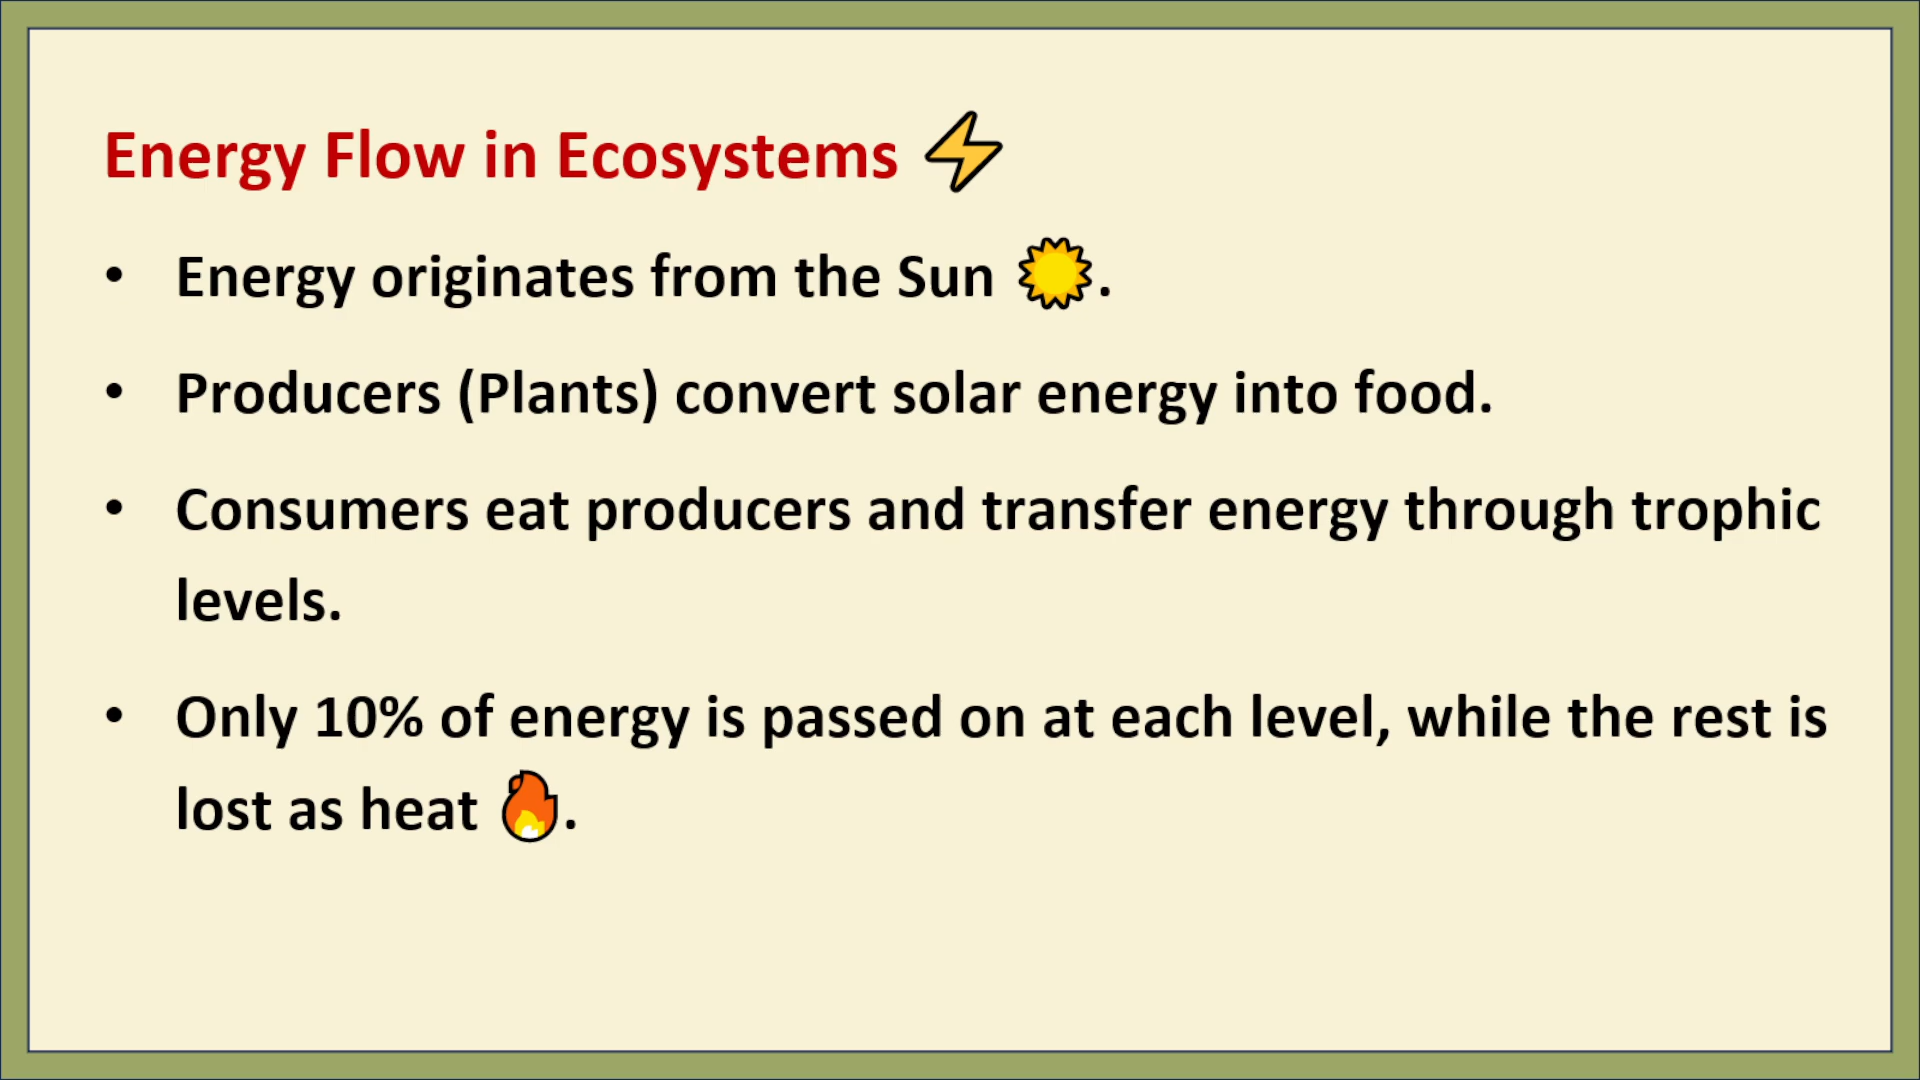 Energy Flow in Ecosystems ⚡
• Energy originates from the Sun ☀.
• Producers (Plants) convert solar energy into food.
• Consumers eat producers and transfer energy through trophic
levels.
• Only 10% of energy is passed on at each level, while the rest is
lost as heat 🔥.